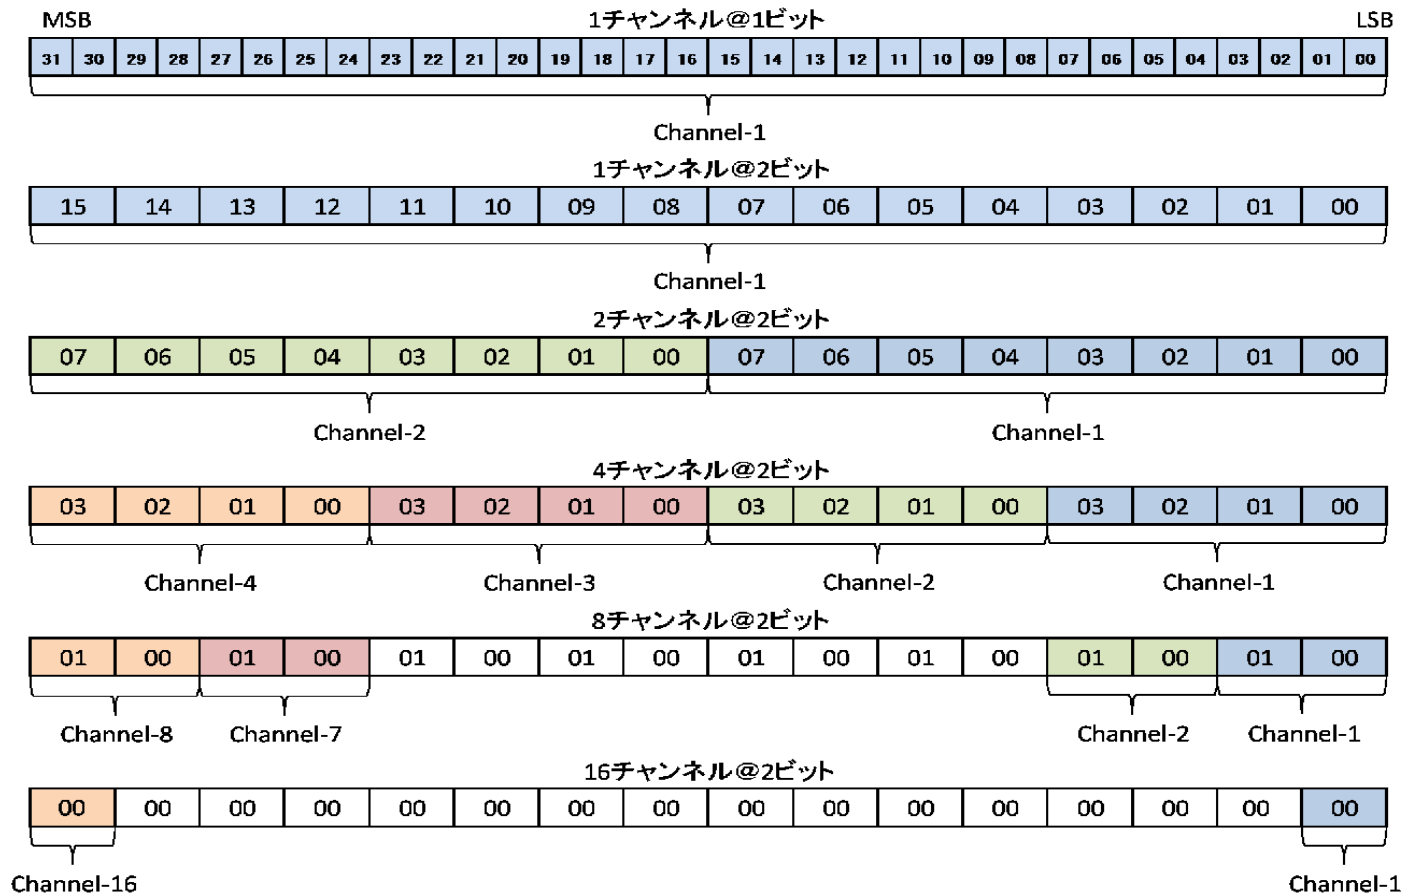 MSB 1チャンネル@1ビット LSB
31 30 29 28 27 26 25 24 23 22 21 20 19 18 17 16 15 14 13 12 11 10 09 08 07 06 05 04 03 02 01 00
Channel-1
1チャンネル@2ビット
15 14 13 12 11 10 09 08 07 06 05 04 03 02 01 00
Channel-1
2チャンネル@2ビット
07 06 05 04 03 02 01 00 07 06 05 04 03 02 01 00
Channel-2 Channel-1
4チャンネル@2ビット
03 02 01 00 03 02 01 00 03 02 01 00 03 02 01 00
Channel-4 Channel-3 Channel-2 Channel-1
8チャンネル@2ビット
01 00 01 00 01 00 01 00 01 00 01 00 01 00 01 00
Channel-8 Channel-7 Channel-2 Channel-1
16チャンネル@2ビット
00 00 00 00 00 00 00 00 00 00 00 00 00 00 00 00
Channel-16 Channel-1